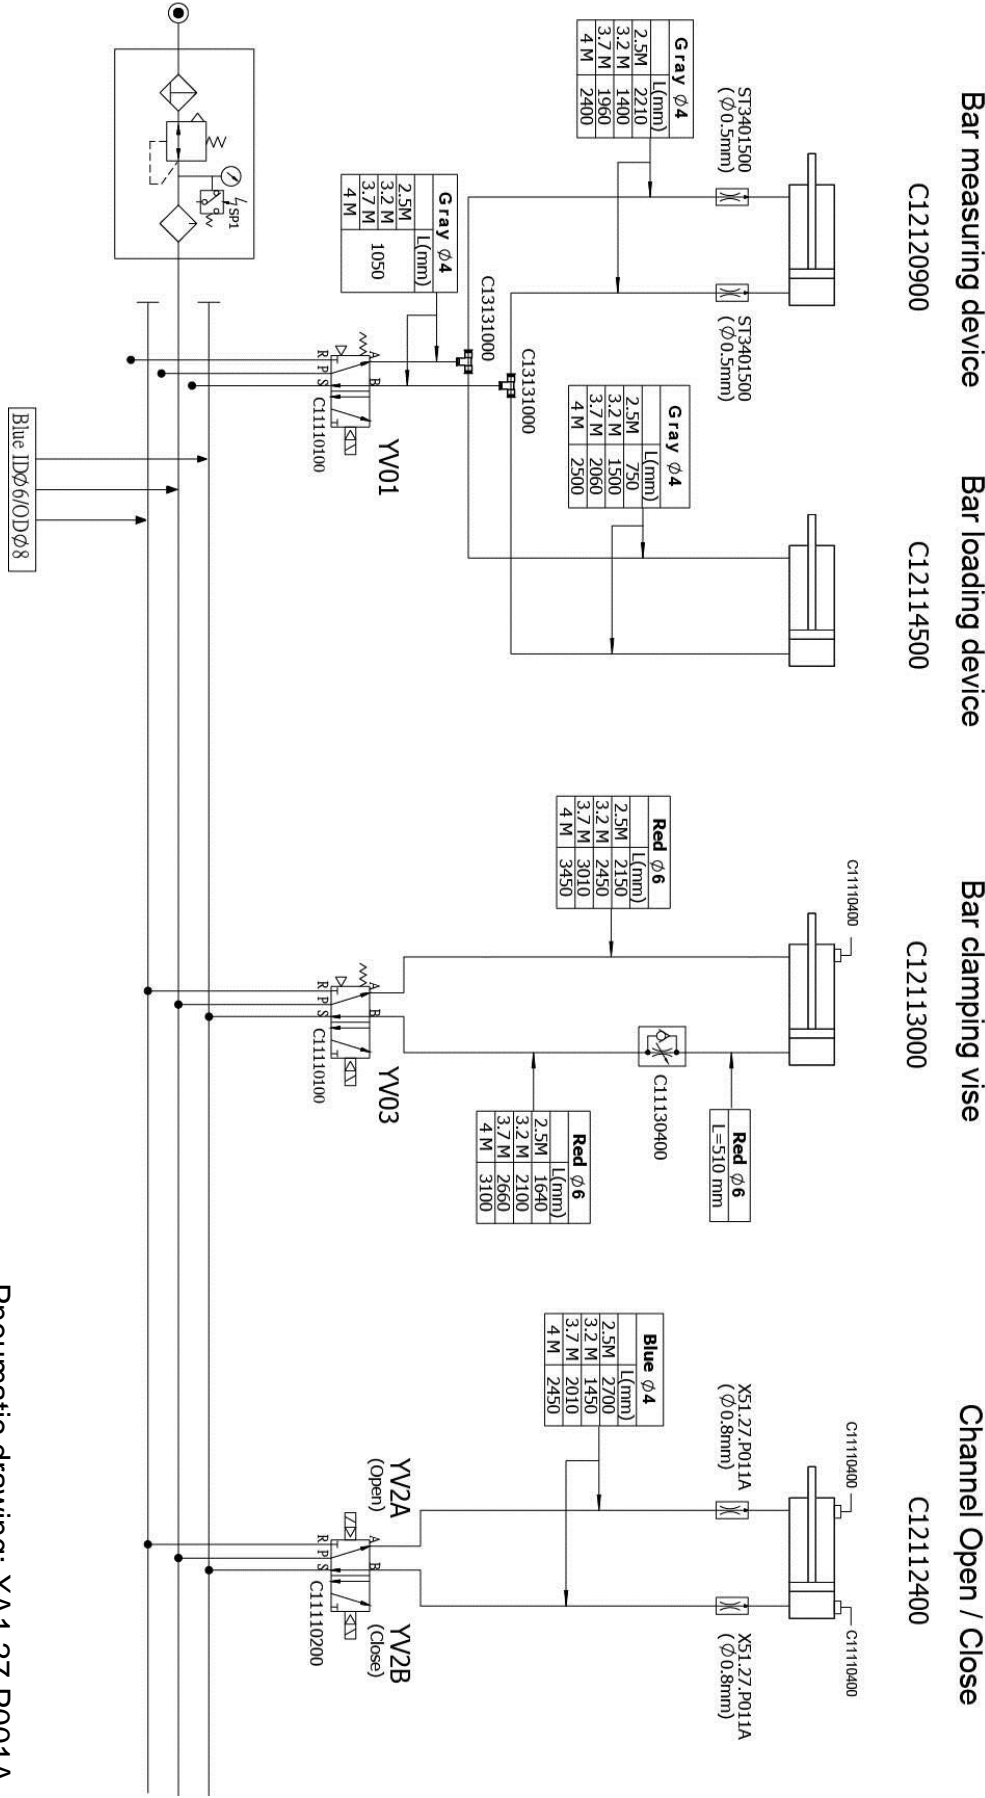 Bar measuring device
C12120900
Bar loading device
C12114500
Bar clamping vise
C12113000
Channel Open / Close
C12112400
ST3401500
(Ø0.5mm)
ST3401500
(Ø0.5mm)
C11110400
C11110400
C11110400
X51.27.P011A
(Ø0.8mm)
X51.27.P011A
(Ø0.8mm)
Gray Ø4
L(mm)
2.5M 2210
3.2 M 1400
3.7 M 1960
4 M 2400
Gray Ø4
L(mm)
2.5M 750
3.2 M 1500
3.7 M 2060
4 M 2500
Red Ø6
L(mm)
2.5M 2150
3.2 M 2450
3.7 M 3010
4 M 3450
C11130400
Red Ø6
L=510 mm
Red Ø6
L(mm)
2.5M 1640
3.2 M 2100
3.7 M 2660
4 M 3100
Blue Ø4
L(mm)
2.5M 2700
3.2 M 1450
3.7 M 2010
4 M 2450
C13131000
C13131000
Gray Ø4
L(mm)
2.5M
3.2 M
3.7 M
4 M
1050
YV01
A B
R P S
C11110100
YV03
A B
R P S
C11110100
YV2A
(Open)
YV2B
(Close)
A B
R P S
C11110200
SP1
Blue IDØ6/ODØ8
Pneumatic drawing: XA1.27.P001A